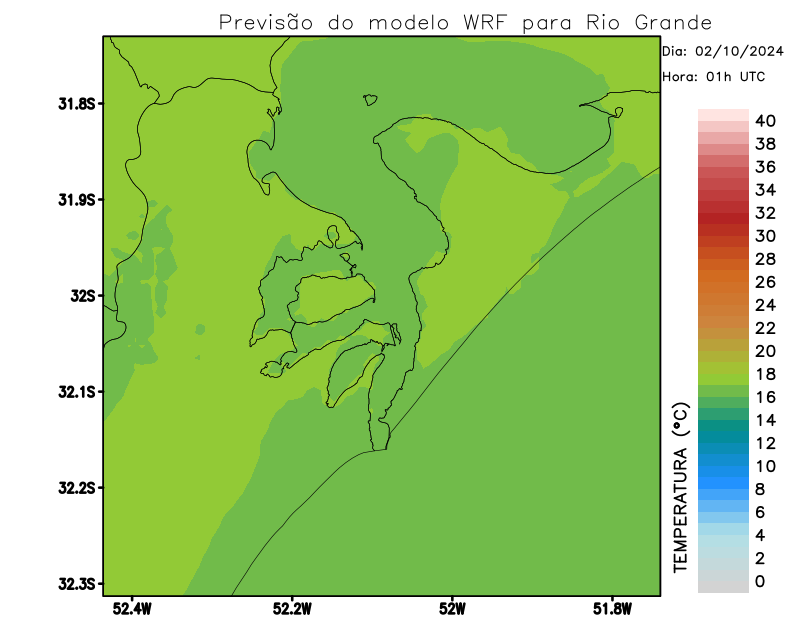 Previsão do modelo WRF para Rio Grande
Dia: 02/10/2024
Hora: 01h UTC
31.8S
31.9S
32S
32.1S
32.2S
32.3S
52.4W
52.2W
52W
51.8W
TEMPERATURA (ºC)
40
38
36
34
32
30
28
26
24
22
20
18
16
14
12
10
8
6
4
2
0